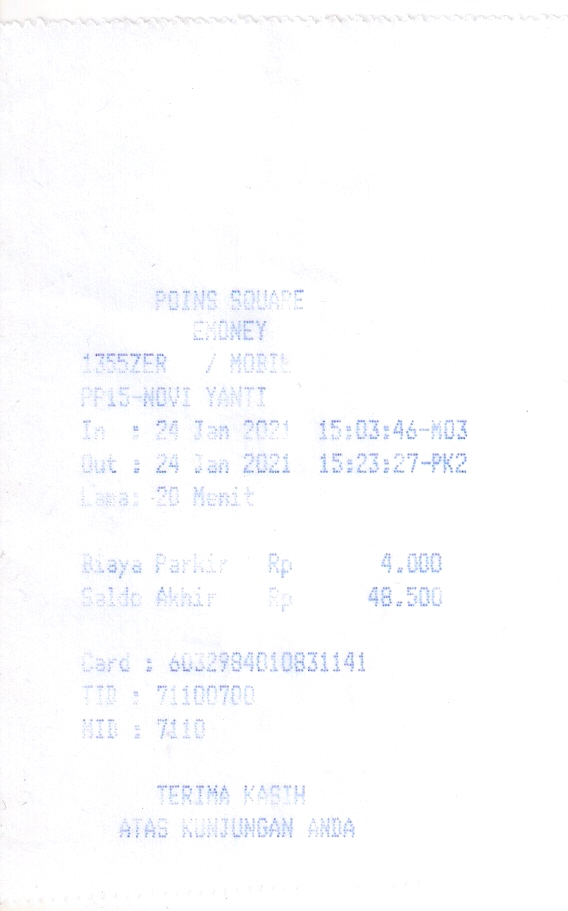 POINS SQUARE
EMONEY
1355ZER / MOBIL
PP15-NOVI YANTI
In : 24 Jan 2021 15:03:46-M03
Out : 24 Jan 2021 15:23:27-PK2
Lama: 20 Menit
Biaya Parkir Rp 4.000
Saldo Akhir Rp 48.500
Card : 6032984010831141
TID : 71100700
MID : 7110
TERIMA KASIH
ATAS KUNJUNGAN ANDA